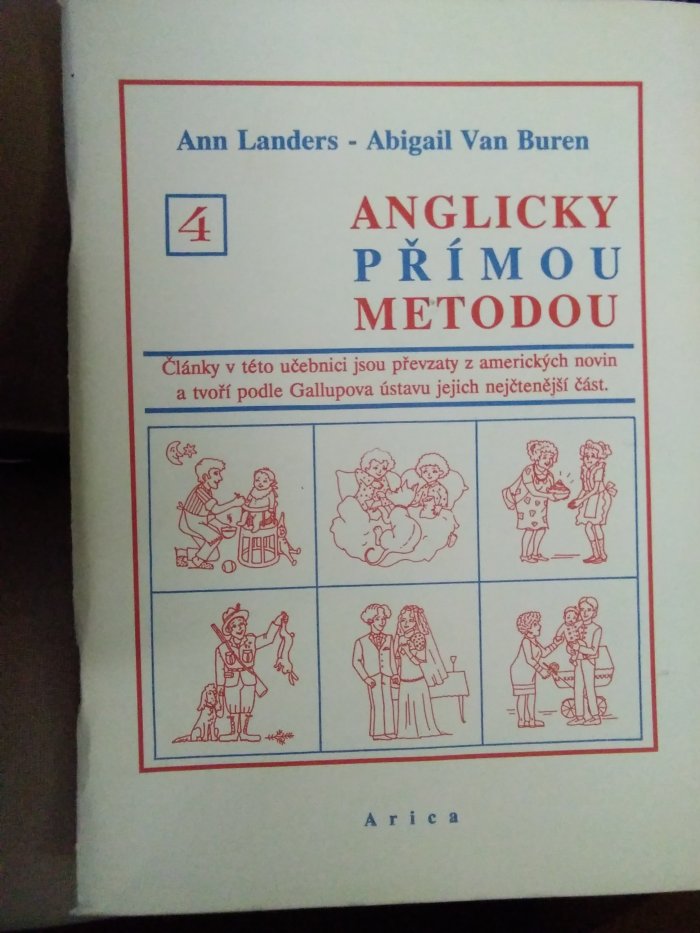 Ann Landers - Abigail Van Buren
4
ANGLICKY
PŘÍMOU
METODOU
Články v této učebnici jsou převzaty z amerických novin
a tvoří podle Gallupova ústavu jejich nejčtenější část.
Arica